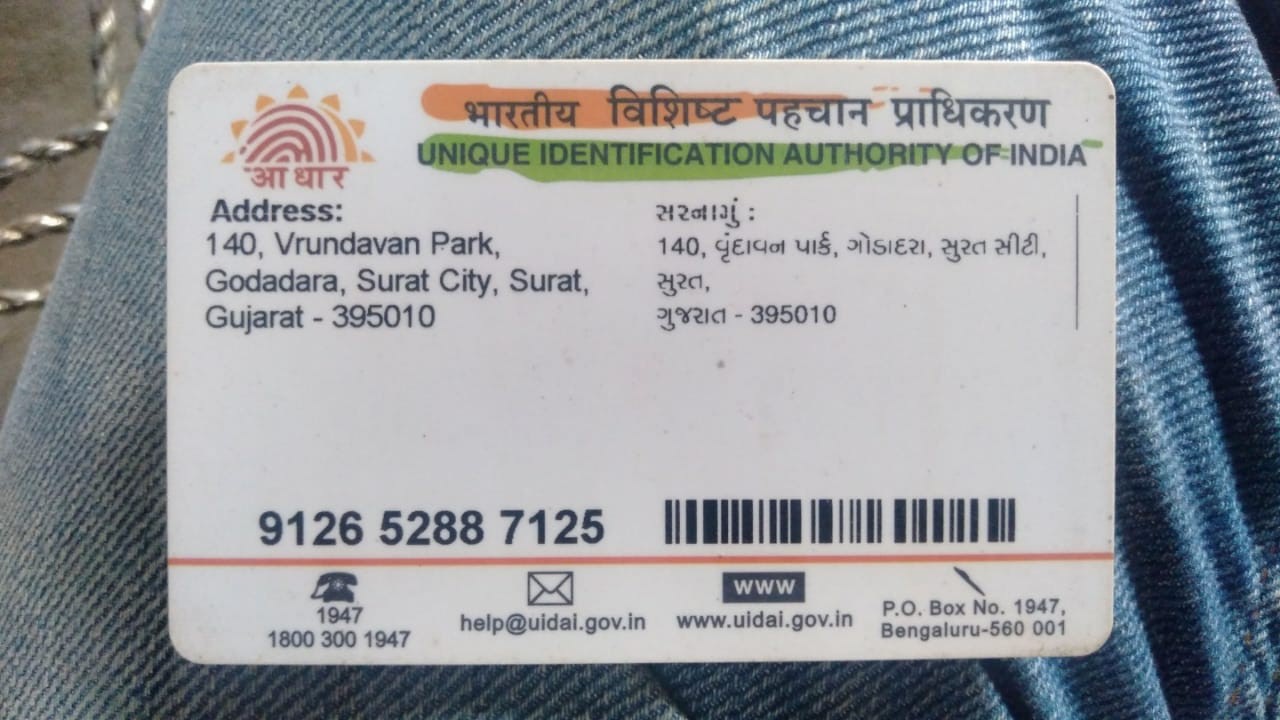 भारतीय विशिष्ट पहचान प्राधिकरण
UNIQUE IDENTIFICATION AUTHORITY OF INDIA
आधार
Address:
140, Vrundavan Park,
Godadara, Surat City, Surat,
Gujarat - 395010
સરનાગું :
140, વૃંદાવન પાર્ક, ગોડાદરા, સુરત સીટી,
સુરત,
ગુજરાત - 395010
9126 5288 7125
1947
1800 300 1947
help@uidai.gov.in
www
www.uidai.gov.in
P.O. Box No. 1947,
Bengaluru-560 001